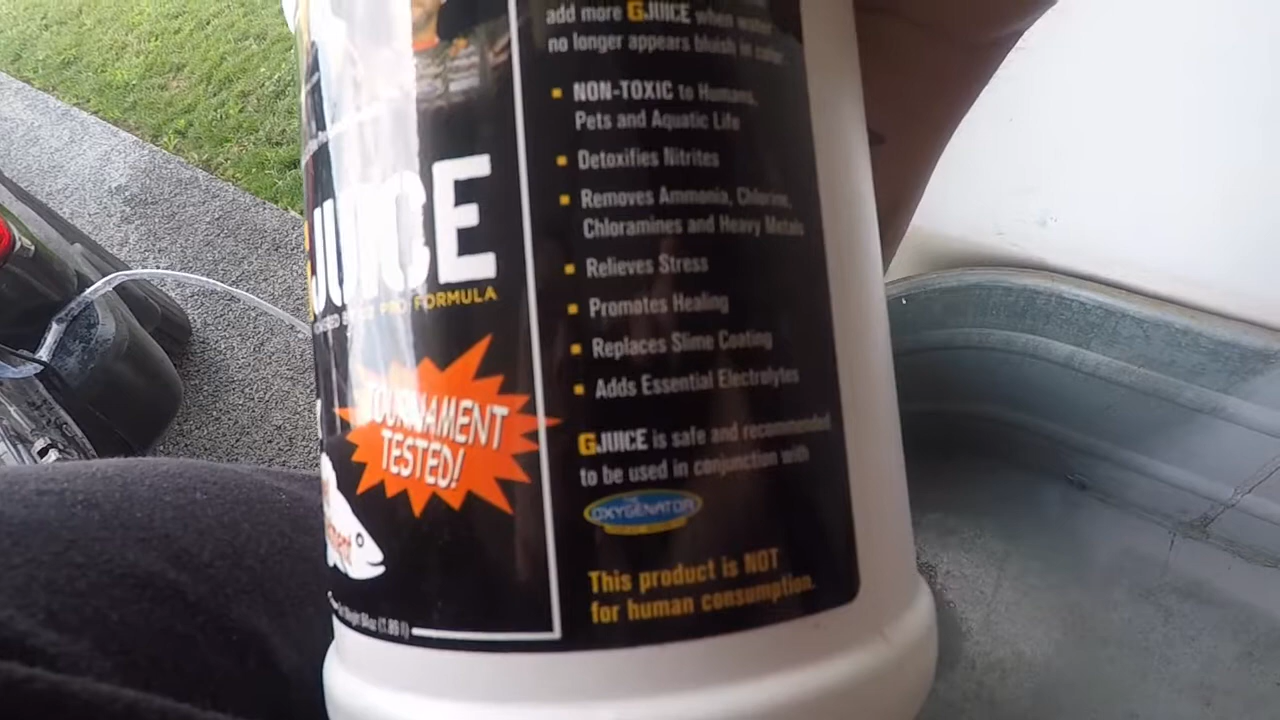 JUICE
PRO FORMULA
TOURNAMENT
TESTED!
add more GJUICE when water
no longer appears bluish in color.
NON-TOXIC to Humans,
Pets and Aquatic Life
Detoxifies Nitrites
Removes Ammonia, Chlorine,
Chloramines and Heavy Metals
Relieves Stress
Promotes Healing
Replaces Slime Coating
Adds Essential Electrolytes
GJUICE is safe and recommended
to be used in conjunction with
OXYGENATOR
This product is NOT
for human consumption.